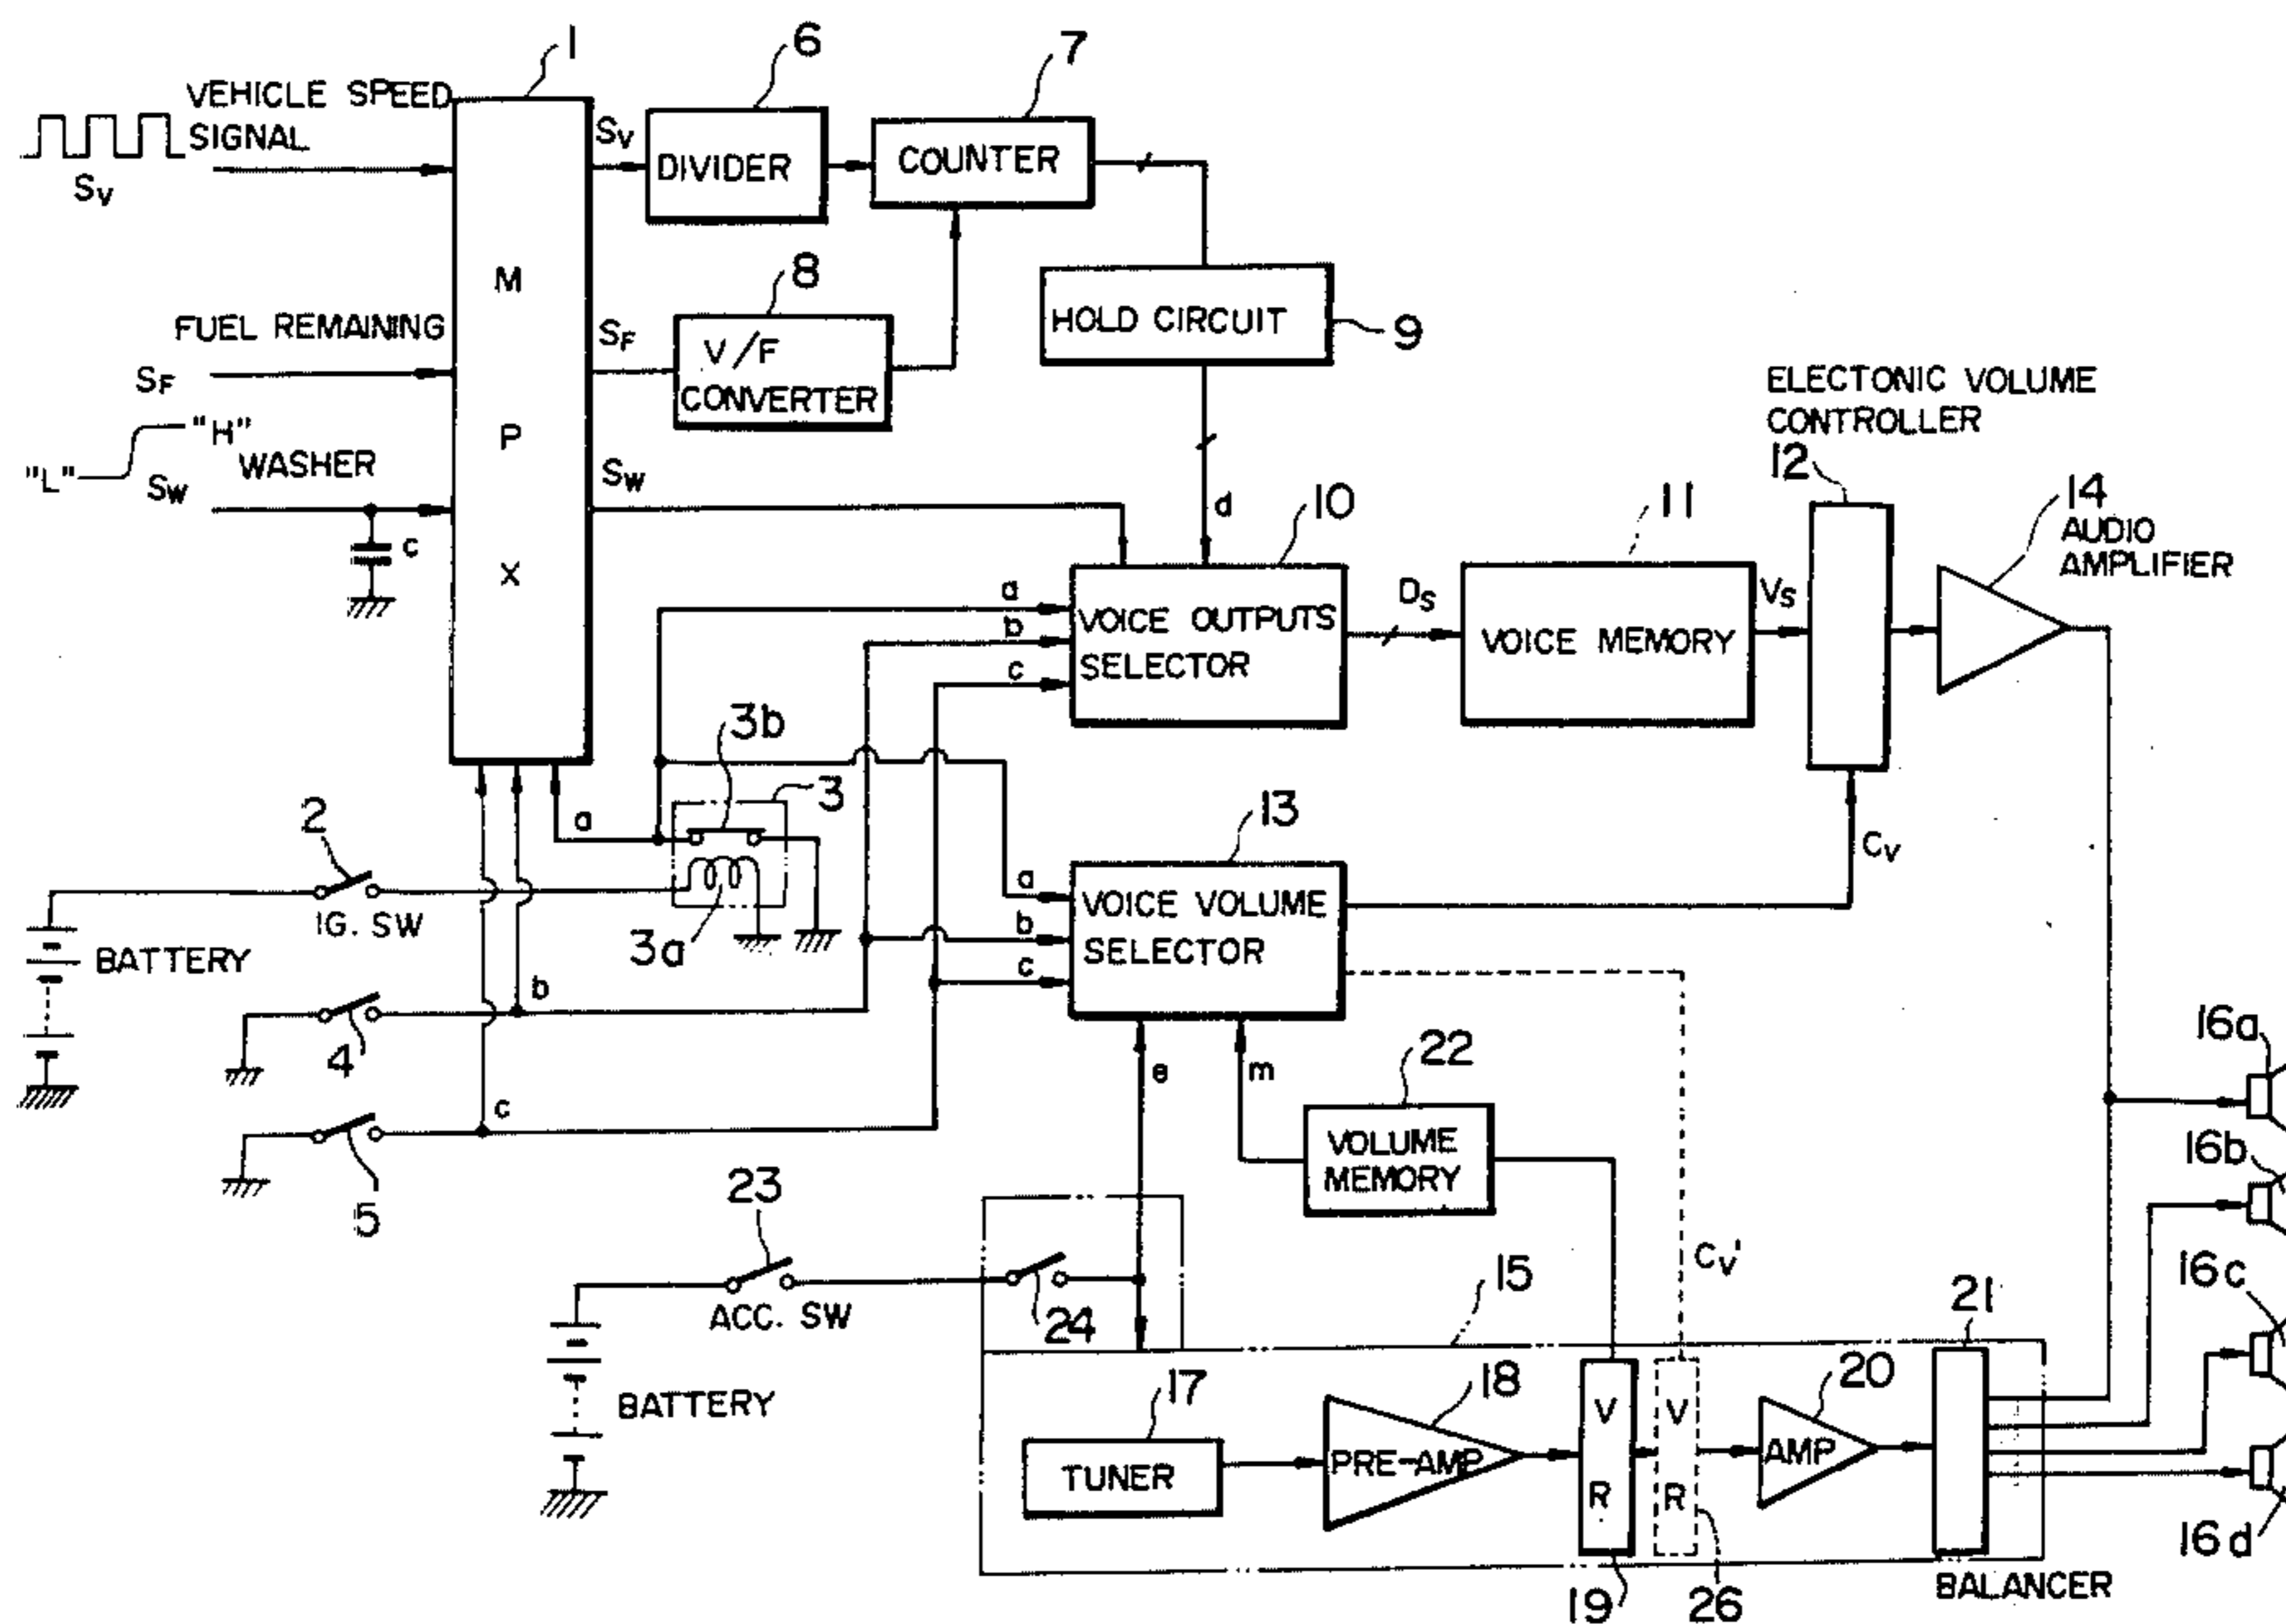 1
6
7
VEHICLE SPEED
SIGNAL
SV
SV
DIVIDER
COUNTER
M
P
X
8
FUEL REMAINING
SF
SF
V/F
CONVERTER
HOLD CIRCUIT
9
"L"
"H"
WASHER
SW
SW
c
d
ELECTONIC VOLUME
CONTROLLER
12
14
AUDIO
AMPLIFIER
10
11
a
b
c
VOICE OUTPUTS
SELECTOR
DS
VOICE MEMORY
VS
3b
3
2
a
IG. SW
3a
BATTERY
13
a
b
c
VOICE VOLUME
SELECTOR
CV
4
b
5
c
e
m
22
VOLUME
MEMORY
16a
16b
16c
16d
23
ACC. SW
24
BATTERY
15
CV'
21
17
TUNER
18
PRE-AMP
V
R
19
V
R
26
20
AMP
BALANCER